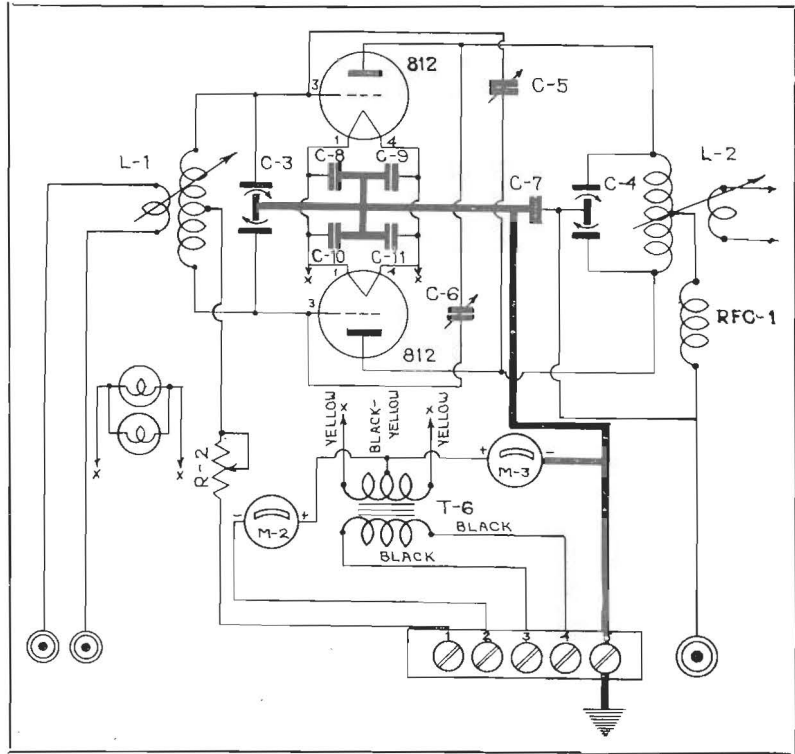 812
3
C-5
1
4
L-1
C-3
C-8
C-9
C-7
C-4
L-2
C-10
C-11
x
1
4
x
C-6
3
812
RFC-1
YELLOW
x
BLACK-
YELLOW
x
YELLOW
x
x
R-2
+
M-3
-
-
M-2
+
T-6
BLACK
BLACK
1
2
3
4